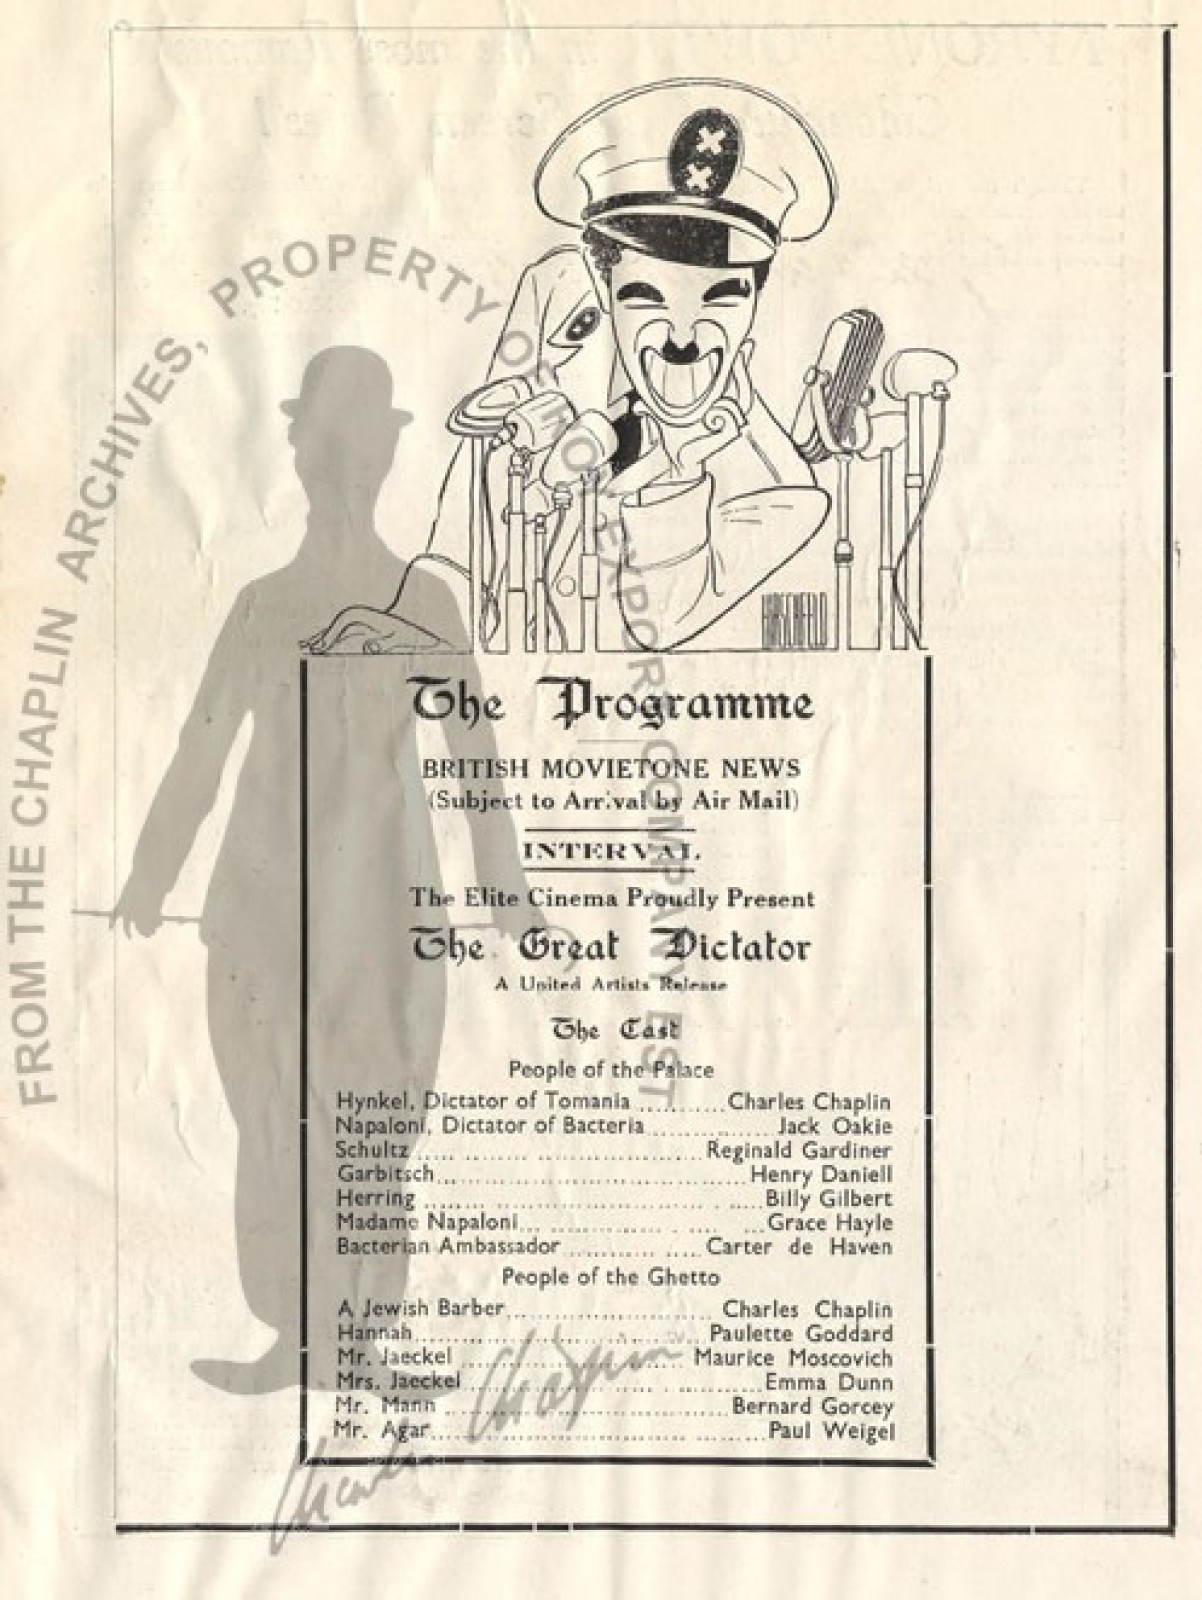 FROM THE CHAPLIN ARCHIVES, PROPERTY OF ROY EXPORT COMPANY EST
HIRSCHFELD
The Programme
BRITISH MOVIETONE NEWS
(Subject to Arrival by Air Mail)
INTERVAL
The Elite Cinema Proudly Present
The Great Dictator
A United Artists Release
The Cast
People of the Palace
Hynkel, Dictator of Tomania ........... Charles Chaplin
Napaloni, Dictator of Bacteria ............... Jack Oakie
Schultz ..... ......... ...................... Reginald Gardiner
Garbitsch ........................................ Henry Daniell
Herring ........ .......................... . ..... Billy Gilbert
Madame Napaloni... ............... . .... ... Grace Hayle
Bacterian Ambassador ............ ..... Carter de Haven
People of the Ghetto
A Jewish Barber .......................... Charles Chaplin
Hannah ...................................... Paulette Goddard
Mr. Jaeckel .............................. Maurice Moscovich
Mrs. Jaeckel ........................... . ........... Emma Dunn
Mr. Mann ..................................... Bernard Gorcey
Mr. Agar .......................... .......... Paul Weigel
Charles Chaplin